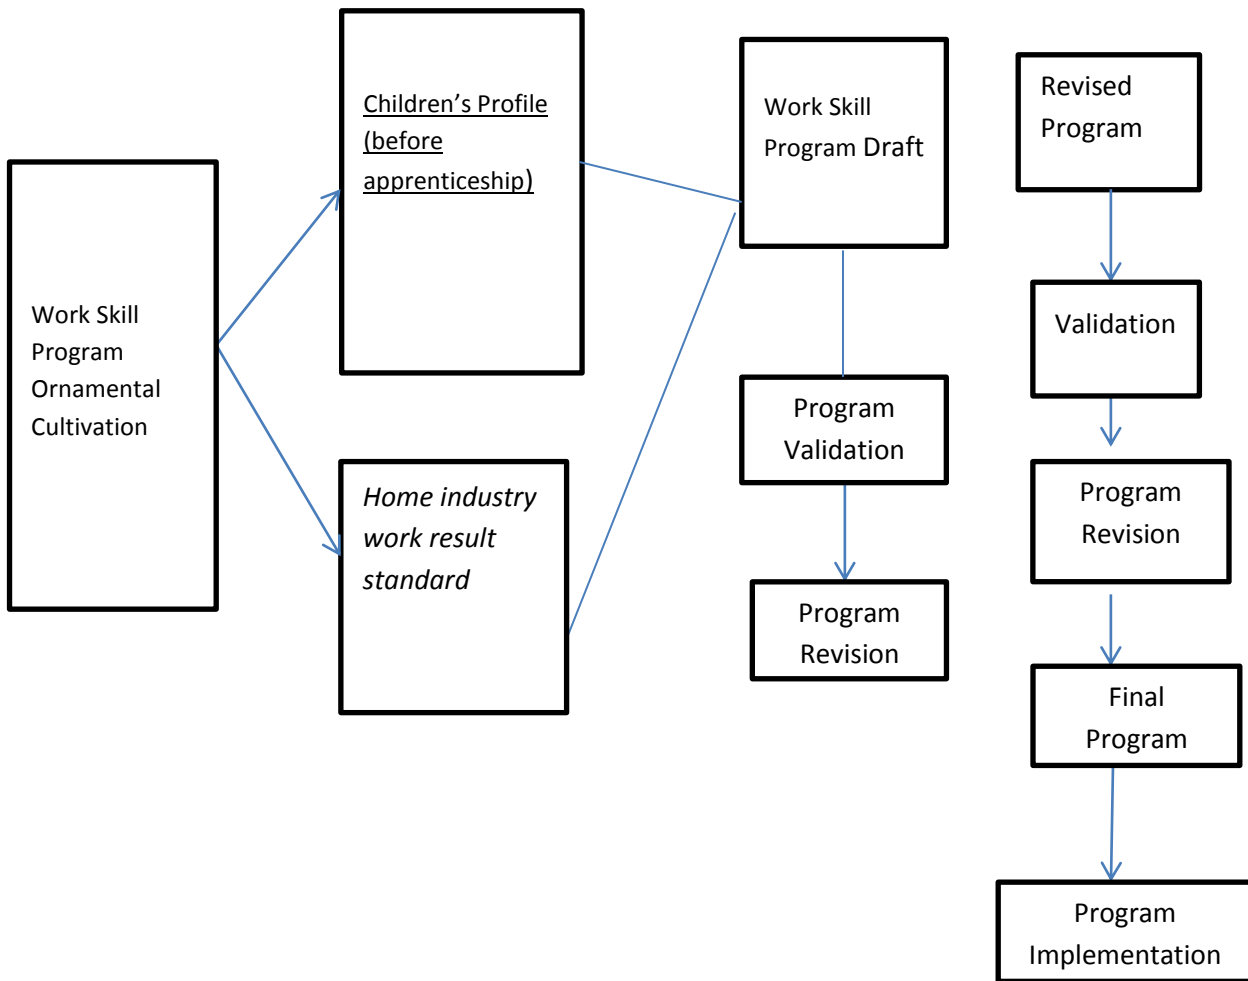 Work Skill
Program
Ornamental
Cultivation
Children’s Profile
(before
apprenticeship)
Home industry
work result
standard
Work Skill
Program Draft
Program
Validation
Program
Revision
Revised
Program
Validation
Program
Revision
Final
Program
Program
Implementation